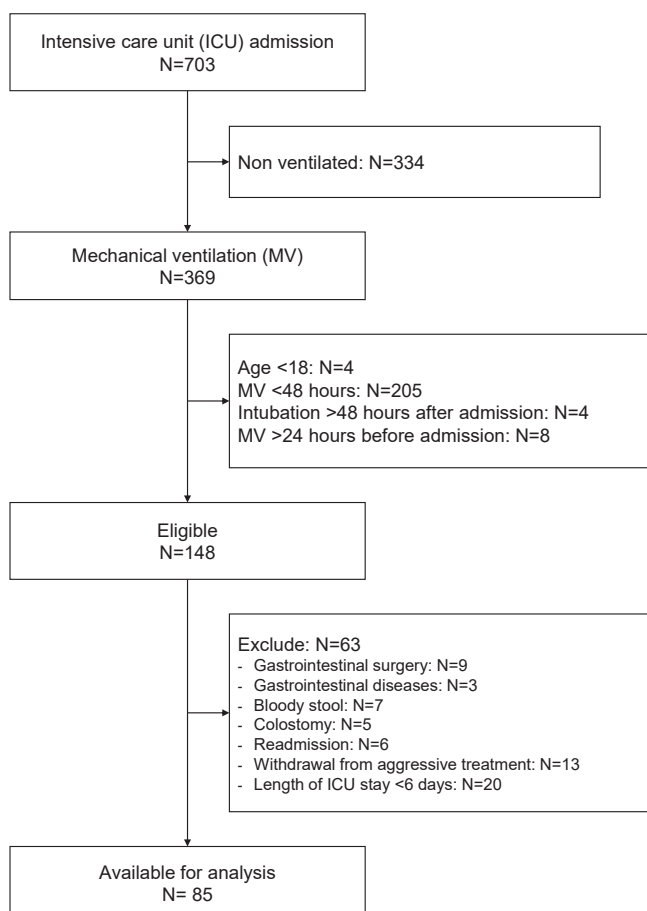 Intensive care unit (ICU) admission
N=703
Non ventilated: N=334
Mechanical ventilation (MV)
N=369
Age <18: N=4
MV <48 hours: N=205
Intubation >48 hours after admission: N=4
MV >24 hours before admission: N=8
Eligible
N=148
Exclude: N=63
- Gastrointestinal surgery: N=9
- Gastrointestinal diseases: N=3
- Bloody stool: N=7
- Colostomy: N=5
- Readmission: N=6
- Withdrawal from aggressive treatment: N=13
- Length of ICU stay <6 days: N=20
Available for analysis
N= 85